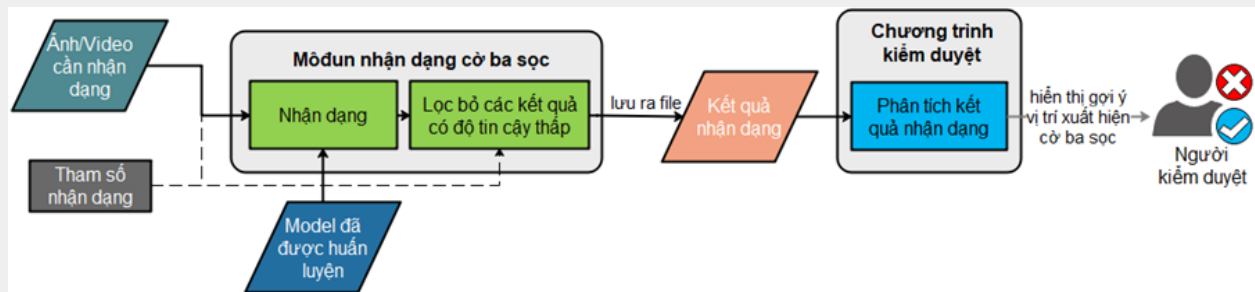 Ảnh/Video
cần nhận
dạng
Môđun nhận dạng cờ ba sọc
Nhận dạng
Lọc bỏ các kết quả
có độ tin cậy thấp
lưu ra file
Kết quả
nhận dạng
Chương trình
kiểm duyệt
Phân tích kết
quả nhận dạng
hiển thị gợi ý
vị trí xuất hiện
cờ ba sọc
Người
kiểm duyệt
Tham số
nhận dạng
Model đã
được huấn
luyện